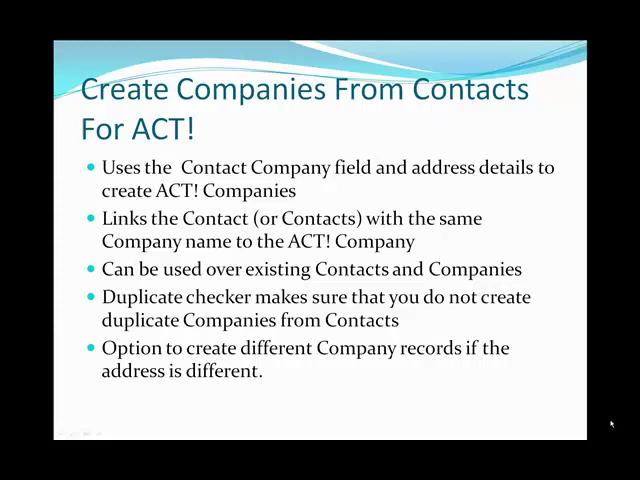 Create Companies From Contacts
For ACT!
Uses the Contact Company field and address details to
create ACT! Companies
Links the Contact (or Contacts) with the same
Company name to the ACT! Company
Can be used over existing Contacts and Companies
Duplicate checker makes sure that you do not create
duplicate Companies from Contacts
Option to create different Company records if the
address is different.